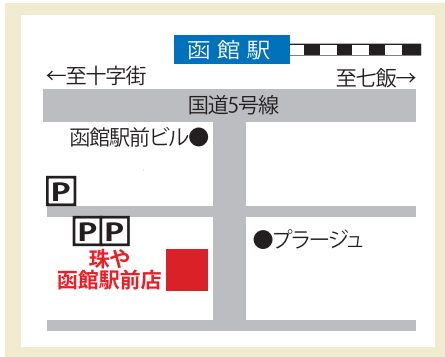 函館駅
←至十字街
至七飯→
国道5号線
函館駅前ビル●
P
P P
●プラージュ
珠や
函館駅前店